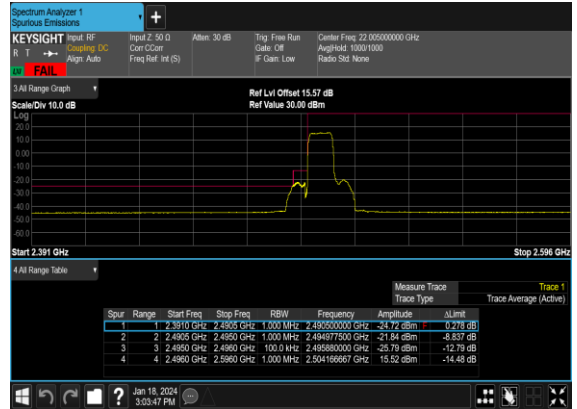 Spectrum Analyzer 1
Spurious Emissions
KEYSIGHT Input: RF Input Z: 50 Ω Atten: 30 dB Trig: Free Run Center Freq: 22.005000000 GHz
R T Coupling: DC Corr CCorr Gate: Off Avg|Hold: 1000/1000
Align: Auto Freq Ref: Int (S) IF Gain: Low Radio Std: None
FAIL
3 All Range Graph
Ref Lvl Offset 15.57 dB
Scale/Div 10.0 dB Ref Value 30.00 dBm
Log
20.0
10.0
0.00
-10.0
-20.0
-30.0
-40.0
-50.0
-60.0
Start 2.391 GHz Stop 2.596 GHz
4 All Range Table
Measure Trace Trace 1
Trace Type Trace Average (Active)
Spur Range Start Freq Stop Freq RBW Frequency Amplitude ΔLimit
1 1 2.3910 GHz 2.4905 GHz 1.000 MHz 2.490500000 GHz -24.72 dBm F 0.278 dB
2 2 2.4905 GHz 2.4950 GHz 1.000 MHz 2.494977500 GHz -21.84 dBm -8.837 dB
3 3 2.4950 GHz 2.4960 GHz 100.0 kHz 2.495880000 GHz -25.79 dBm -12.79 dB
4 4 2.4960 GHz 2.5960 GHz 1.000 MHz 2.504166667 GHz 15.52 dBm -14.48 dB
Jan 18, 2024
3:03:47 PM